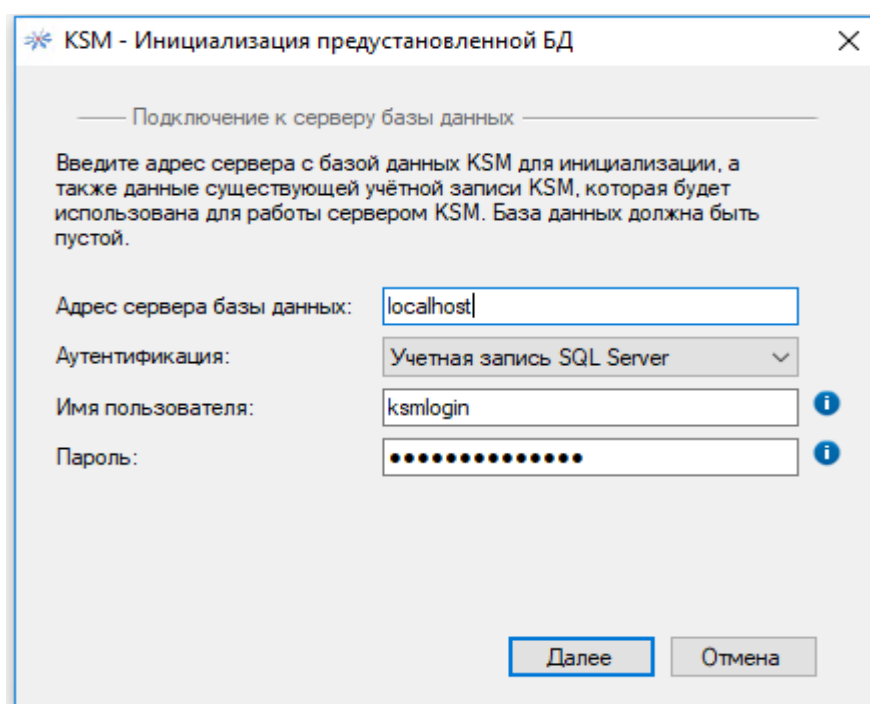 KSM - Инициализация предустановленной БД
Подключение к серверу базы данных
Введите адрес сервера с базой данных KSM для инициализации, а
также данные существующей учётной записи KSM, которая будет
использована для работы сервером KSM. База данных должна быть
пустой.
Адрес сервера базы данных: localhost
Аутентификация: Учетная запись SQL Server
Имя пользователя: ksmlogin
Пароль: ●●●●●●●●●●●●●●
Далее Отмена